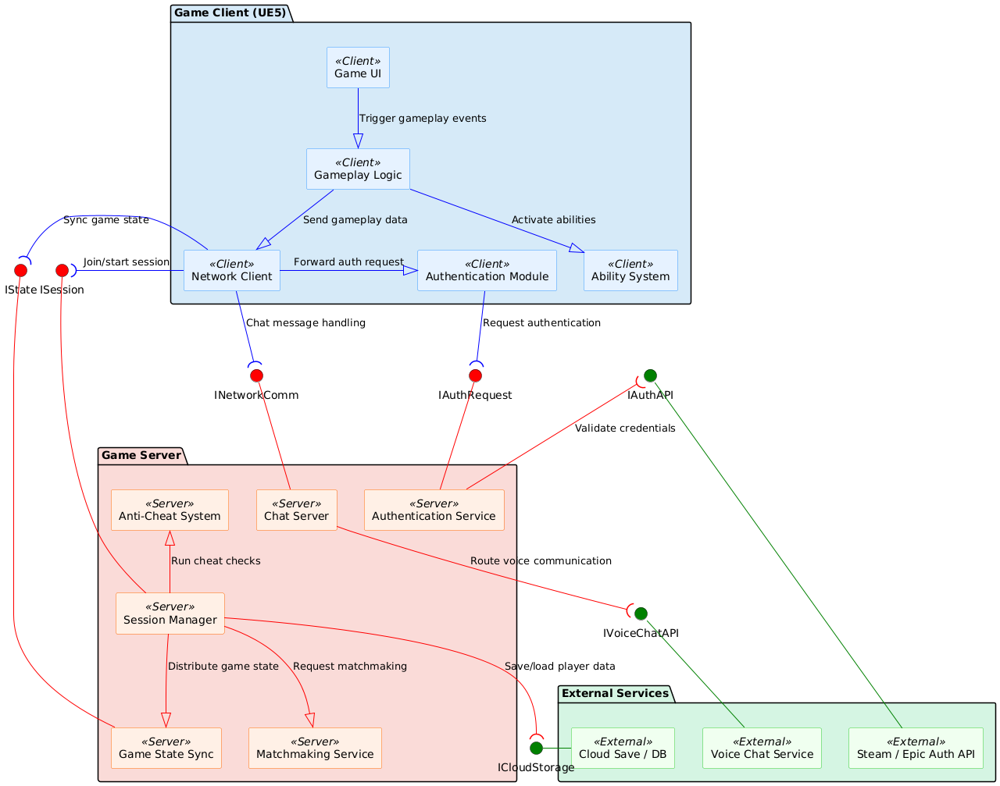 Game Client (UE5)
«Client»
Game UI
Trigger gameplay events
«Client»
Gameplay Logic
Sync game state
Send gameplay data
Activate abilities
Join/start session
Forward auth request
«Client»
Network Client
«Client»
Authentication Module
«Client»
Ability System
IState
ISession
Chat message handling
Request authentication
INetworkComm
IAuthRequest
IAuthAPI
Validate credentials
Game Server
«Server»
Anti-Cheat System
«Server»
Chat Server
«Server»
Authentication Service
Run cheat checks
Route voice communication
«Server»
Session Manager
IVoiceChatAPI
Distribute game state
Request matchmaking
Save/load player data
External Services
«Server»
Game State Sync
«Server»
Matchmaking Service
ICloudStorage
«External»
Cloud Save / DB
«External»
Voice Chat Service
«External»
Steam / Epic Auth API